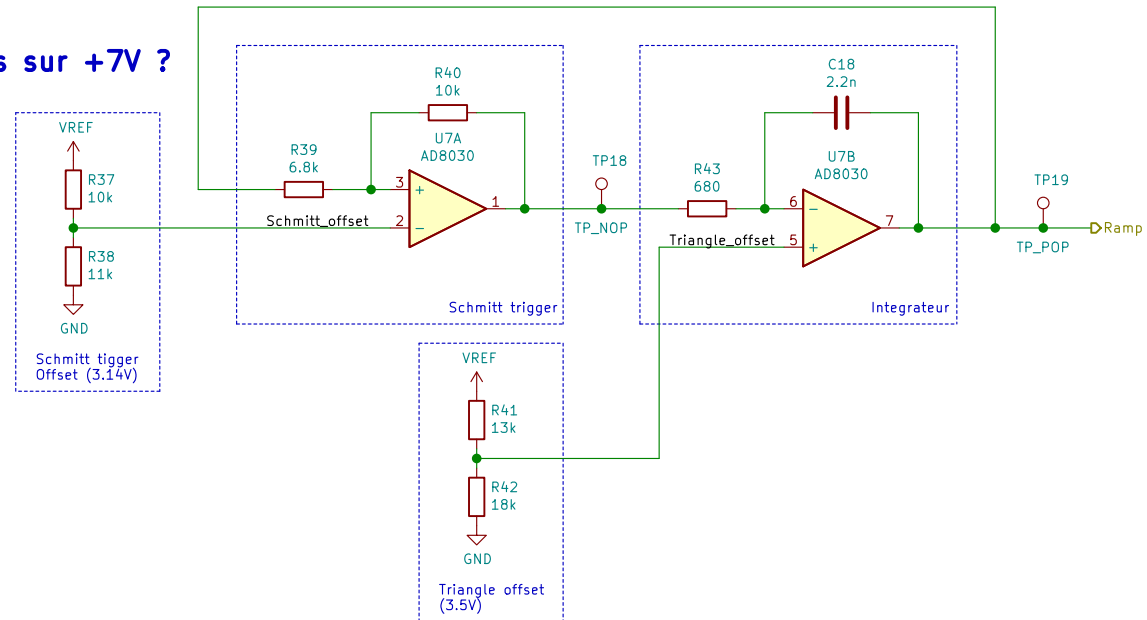 s sur +7V ?
VREF
R37
10k
R38
11k
GND
Schmitt tigger
Offset (3.14V)
R39
6.8k
R40
10k
U7A
AD8030
3
+
2
−
1
Schmitt_offset
Schmitt trigger
TP18
TP_NOP
R43
680
C18
2.2n
U7B
AD8030
6
−
5
+
7
Triangle_offset
Integrateur
TP19
TP_POP
Ramp
VREF
R41
13k
R42
18k
GND
Triangle offset
(3.5V)